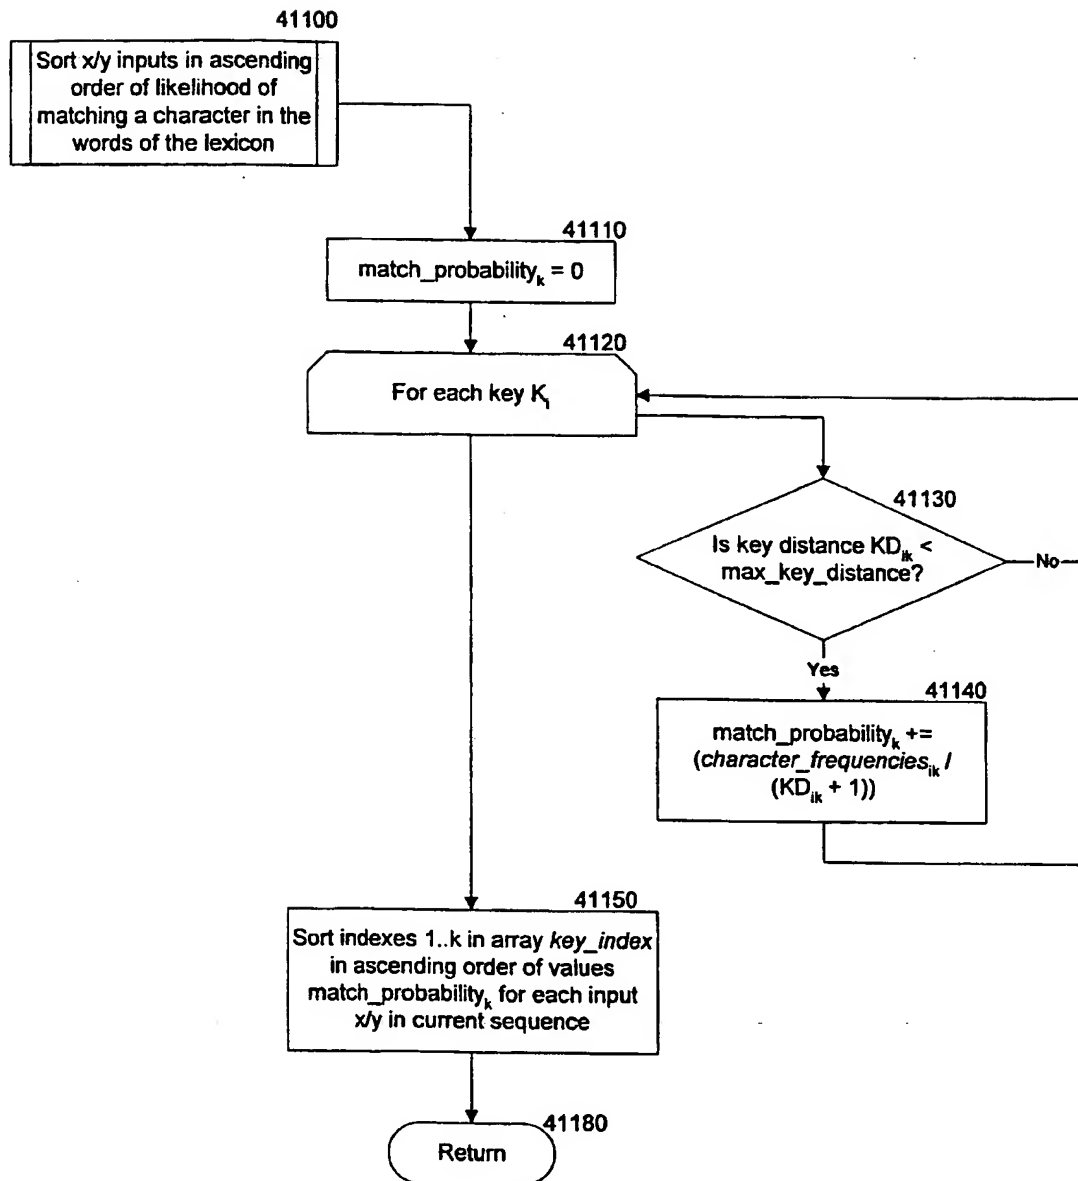 41100
Sort x/y inputs in ascending
order of likelihood of
matching a character in the
words of the lexicon
41110
match_probabilityₖ = 0
41120
For each key Kᵢ
41130
Is key distance KDᵢₖ <
max_key_distance?
No
Yes
41140
match_probabilityₖ +=
(character_frequenciesᵢₖ /
(KDᵢₖ + 1))
41150
Sort indexes 1..k in array key_index
in ascending order of values
match_probabilityₖ for each input
x/y in current sequence
41180
Return